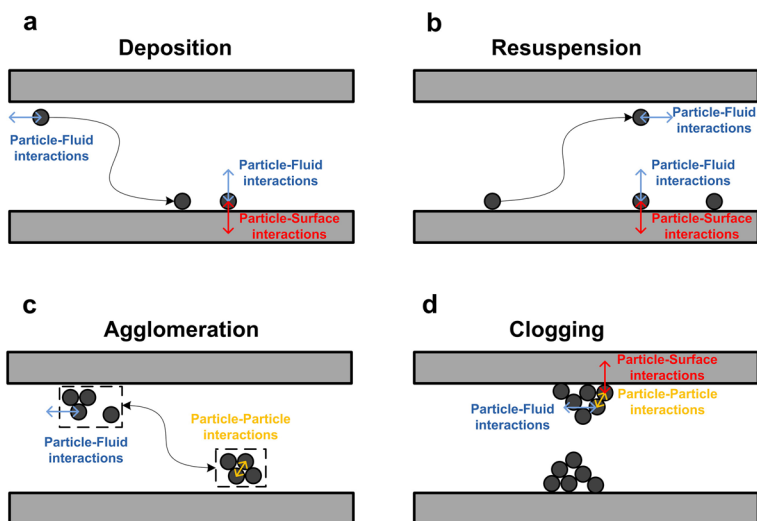 a
Deposition
Particle-Fluid
interactions
Particle-Fluid
interactions
Particle-Surface
interactions
b
Resuspension
Particle-Fluid
interactions
Particle-Fluid
interactions
Particle-Surface
interactions
c
Agglomeration
Particle-Fluid
interactions
Particle-Particle
interactions
d
Clogging
Particle-Surface
interactions
Particle-Particle
interactions
Particle-Fluid
interactions